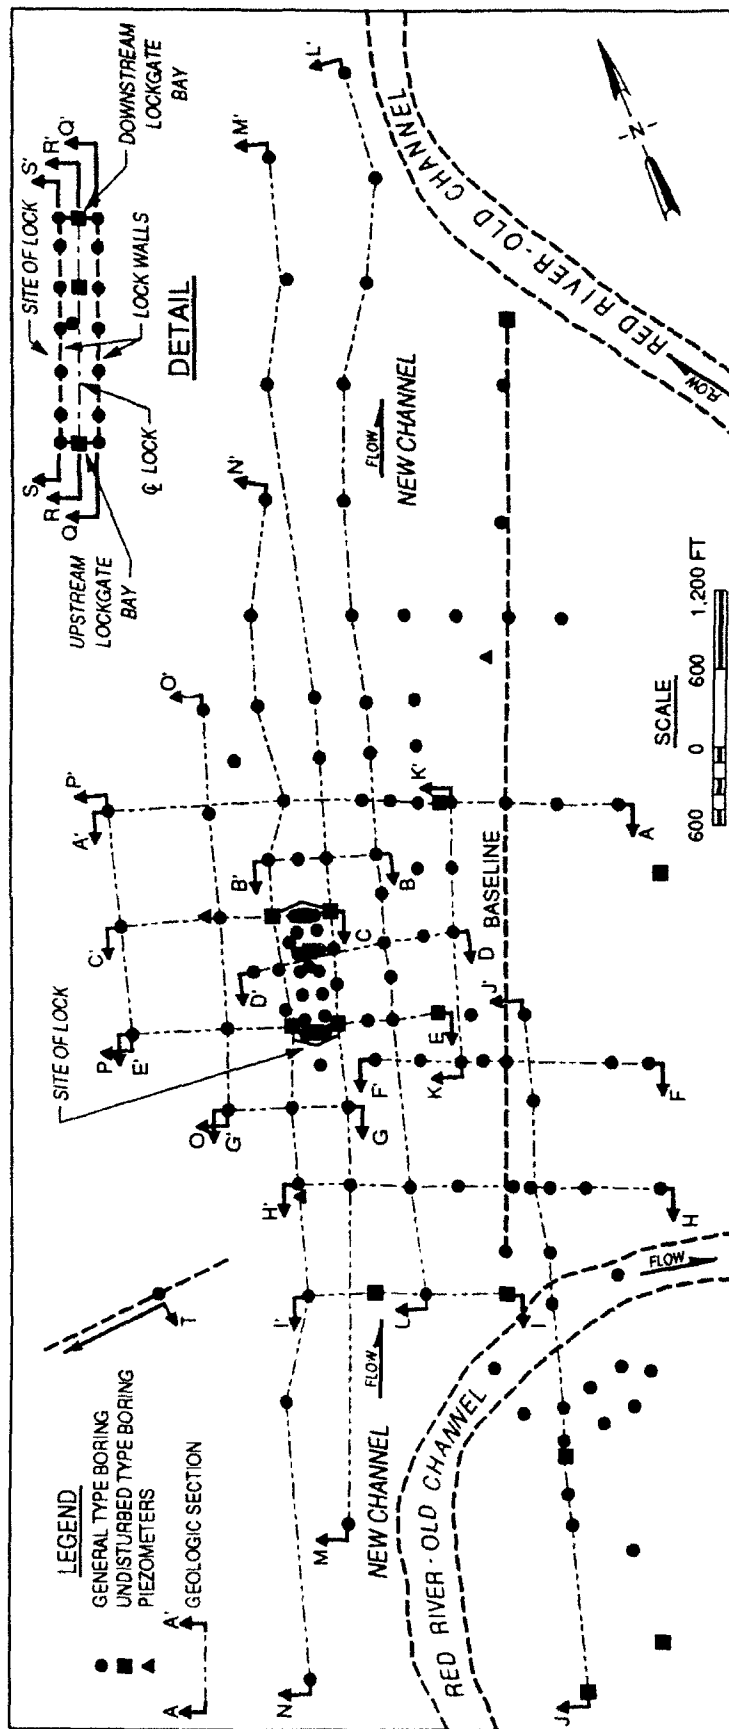 LEGEND
GENERAL TYPE BORING
UNDISTURBED TYPE BORING
PIEZOMETERS
A A'
GEOLOGIC SECTION
T
SITE OF LOCK
DETAIL
SITE OF LOCK
LOCK WALLS
UPSTREAM
LOCKGATE
BAY
DOWNSTREAM
LOCKGATE
BAY
℄ LOCK
S
R
Q
S'
R'
Q'
N
M
L
J
I'
I
H'
H
O
G'
G
P
E'
E
F'
F
K
J'
D'
D
C'
C
B'
B
A'
A
P'
K'
O'
N'
M'
L'
NEW CHANNEL
FLOW
NEW CHANNEL
FLOW
RED RIVER-OLD CHANNEL
FLOW
RED RIVER-OLD CHANNEL
FLOW
BASELINE
SCALE
600 0 600 1,200 FT
N